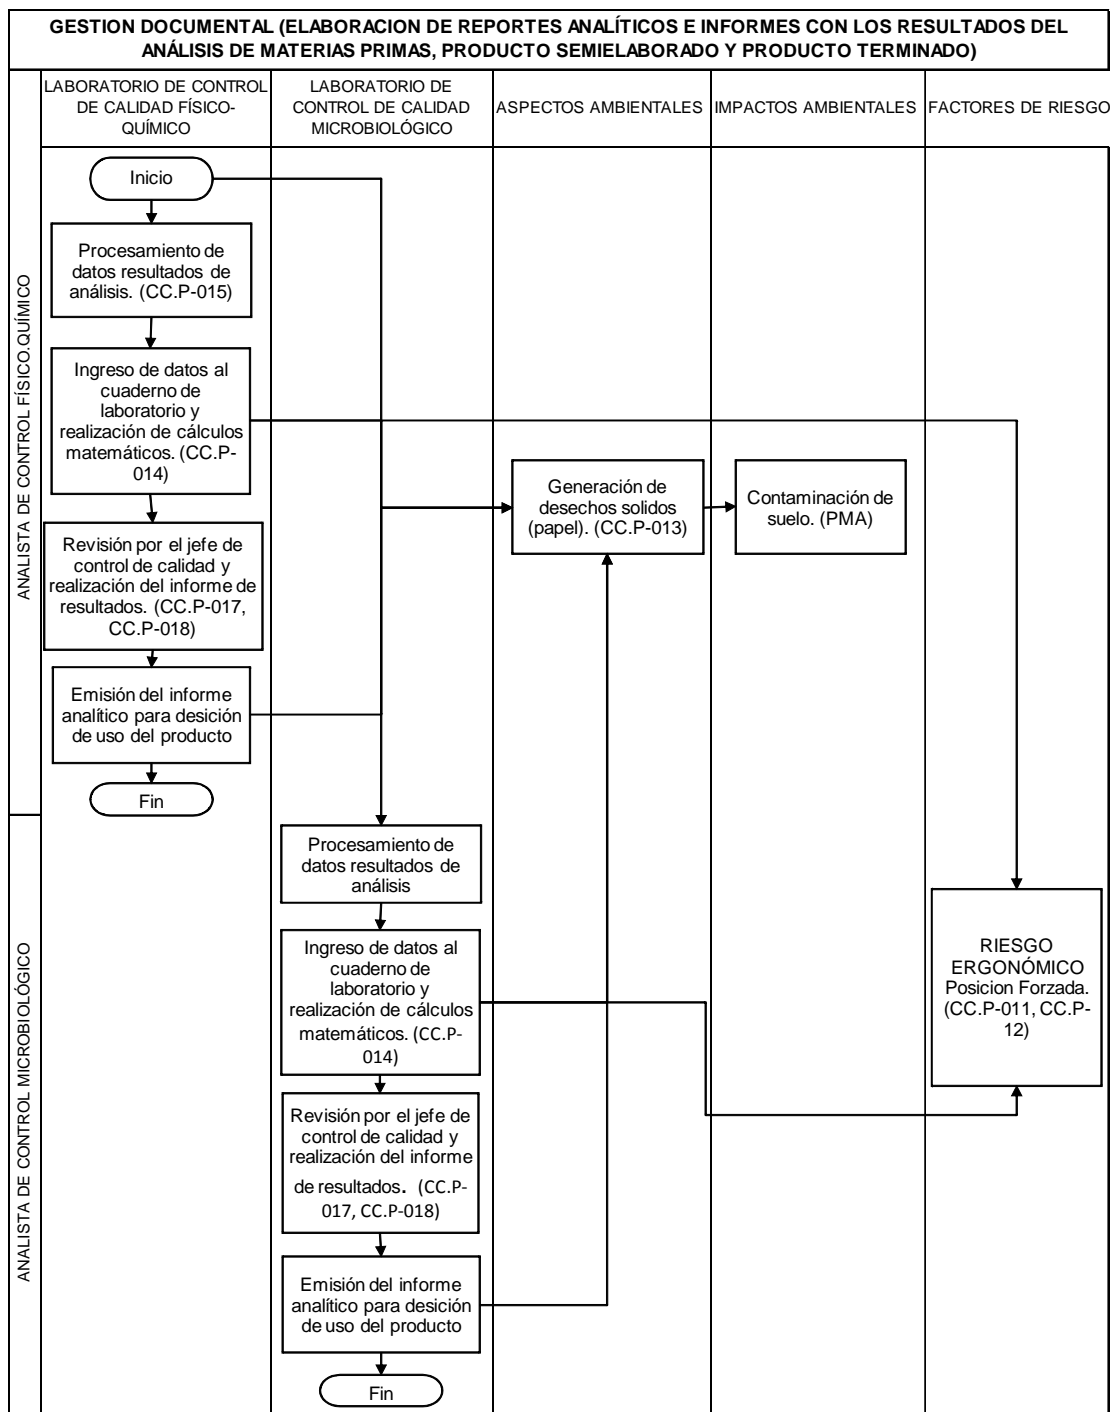 GESTION DOCUMENTAL (ELABORACION DE REPORTES ANALÍTICOS E INFORMES CON LOS RESULTADOS DEL
ANÁLISIS DE MATERIAS PRIMAS, PRODUCTO SEMIELABORADO Y PRODUCTO TERMINADO)
LABORATORIO DE CONTROL
DE CALIDAD FÍSICO-
QUÍMICO
LABORATORIO DE
CONTROL DE CALIDAD
MICROBIOLÓGICO
ASPECTOS AMBIENTALES
IMPACTOS AMBIENTALES
FACTORES DE RIESGO
ANALISTA DE CONTROL FÍSICO.QUÍMICO
Inicio
Procesamiento de
datos resultados de
análisis. (CC.P-015)
Ingreso de datos al
cuaderno de
laboratorio y
realización de cálculos
matemáticos. (CC.P-
014)
Revisión por el jefe de
control de calidad y
realización del informe de
resultados. (CC.P-017,
CC.P-018)
Emisión del informe
analítico para desición
de uso del producto
Fin
Generación de
desechos solidos
(papel). (CC.P-013)
Contaminación de
suelo. (PMA)
ANALISTA DE CONTROL MICROBIOLÓGICO
Procesamiento de
datos resultados de
análisis
Ingreso de datos al
cuaderno de
laboratorio y
realización de cálculos
matemáticos. (CC.P-
014)
Revisión por el jefe de
control de calidad y
realización del informe
de resultados. (CC.P-
017, CC.P-018)
Emisión del informe
analítico para desición
de uso del producto
Fin
RIESGO
ERGONÓMICO
Posicion Forzada.
(CC.P-011, CC.P-
12)